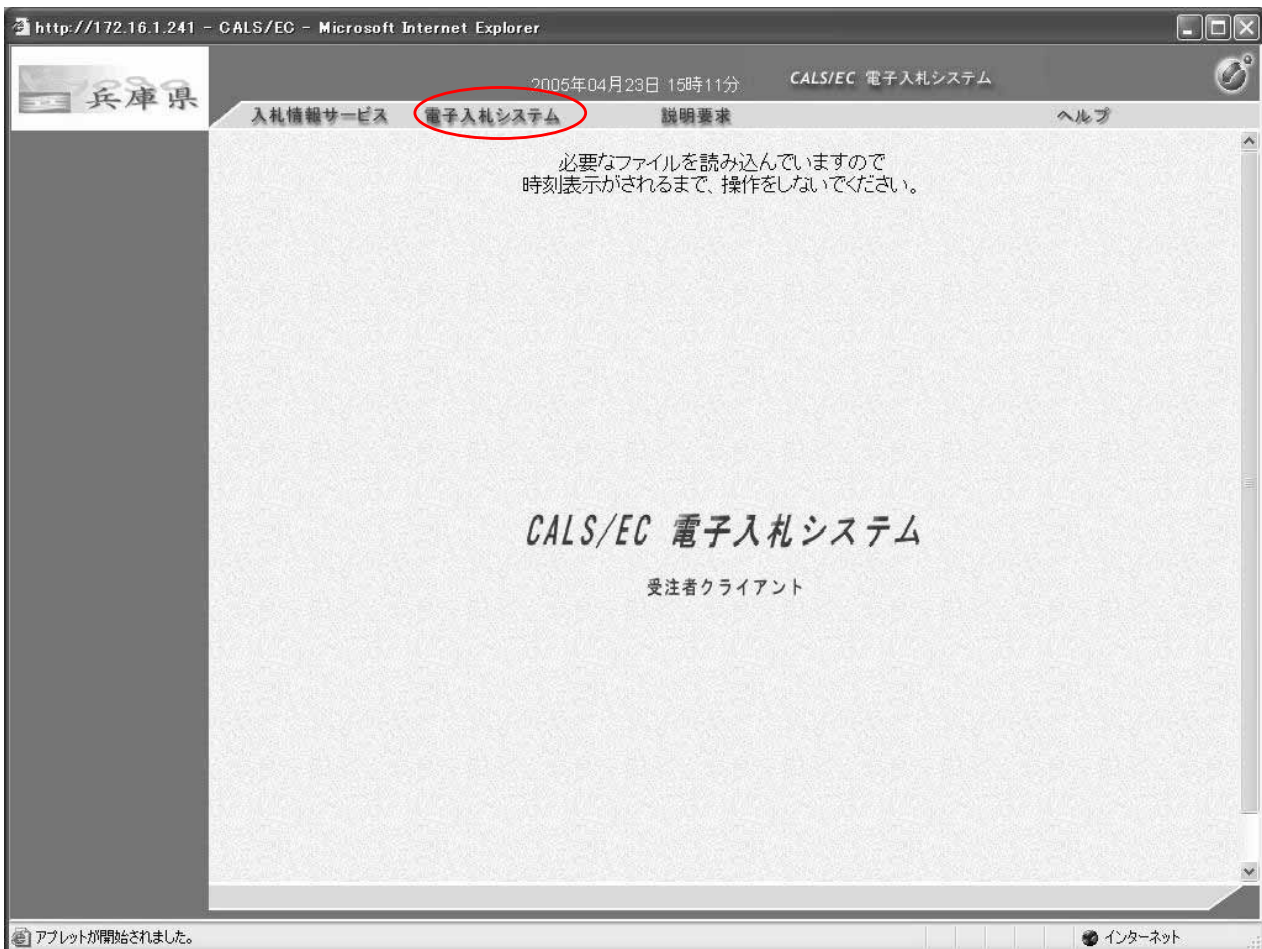 http://172.16.1.241 - CALS/EC - Microsoft Internet Explorer
兵庫県
2005年04月23日 15時11分
CALS/EC 電子入札システム
入札情報サービス 電子入札システム 説明要求 ヘルプ
必要なファイルを読み込んでいますので
時刻表示がされるまで、操作をしないでください。
CALS/EC 電子入札システム
受注者クライアント
アプレットが開始されました。 インターネット